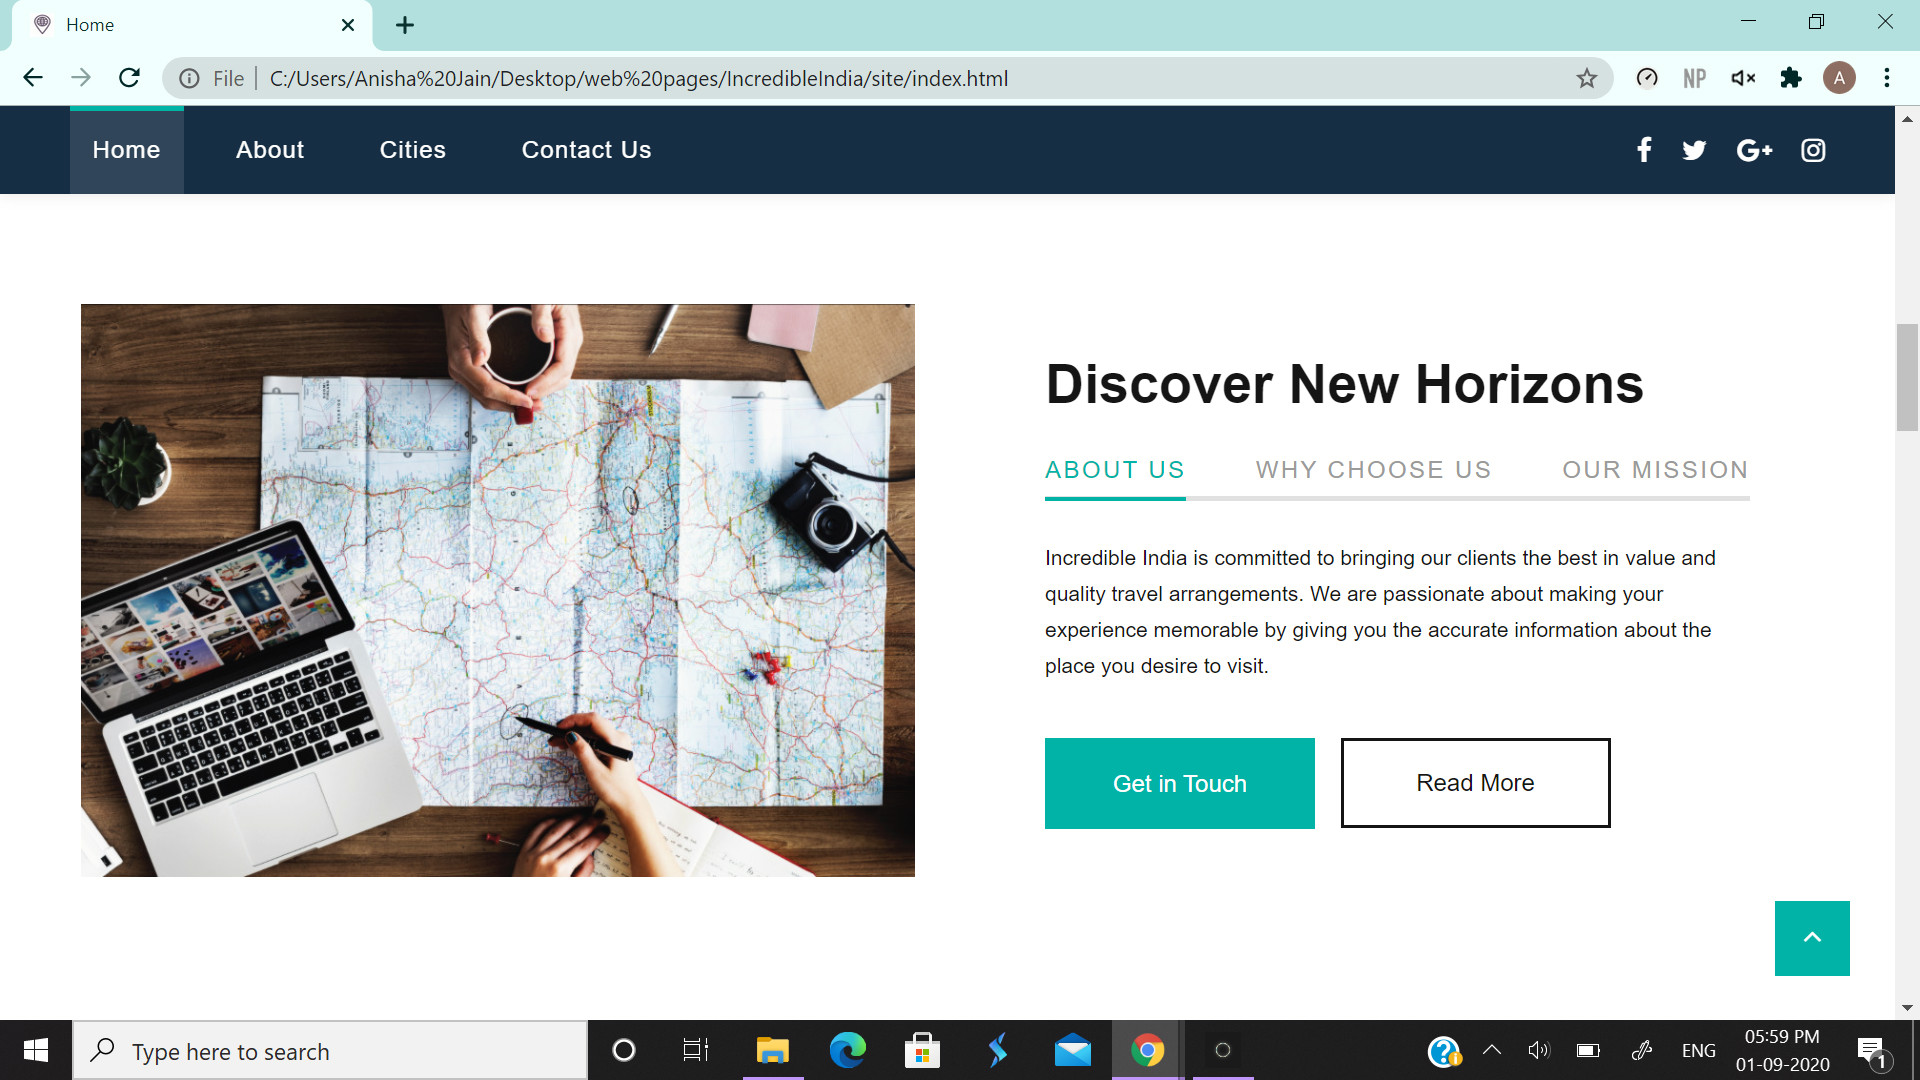 Home
File
C:/Users/Anisha%20Jain/Desktop/web%20pages/IncredibleIndia/site/index.html
NP
A
Home About Cities Contact Us
G+
Discover New Horizons
ABOUT US WHY CHOOSE US OUR MISSION
Incredible India is committed to bringing our clients the best in value and
quality travel arrangements. We are passionate about making your
experience memorable by giving you the accurate information about the
place you desire to visit.
Get in Touch Read More
Type here to search
ENG
05:59 PM
01-09-2020
1